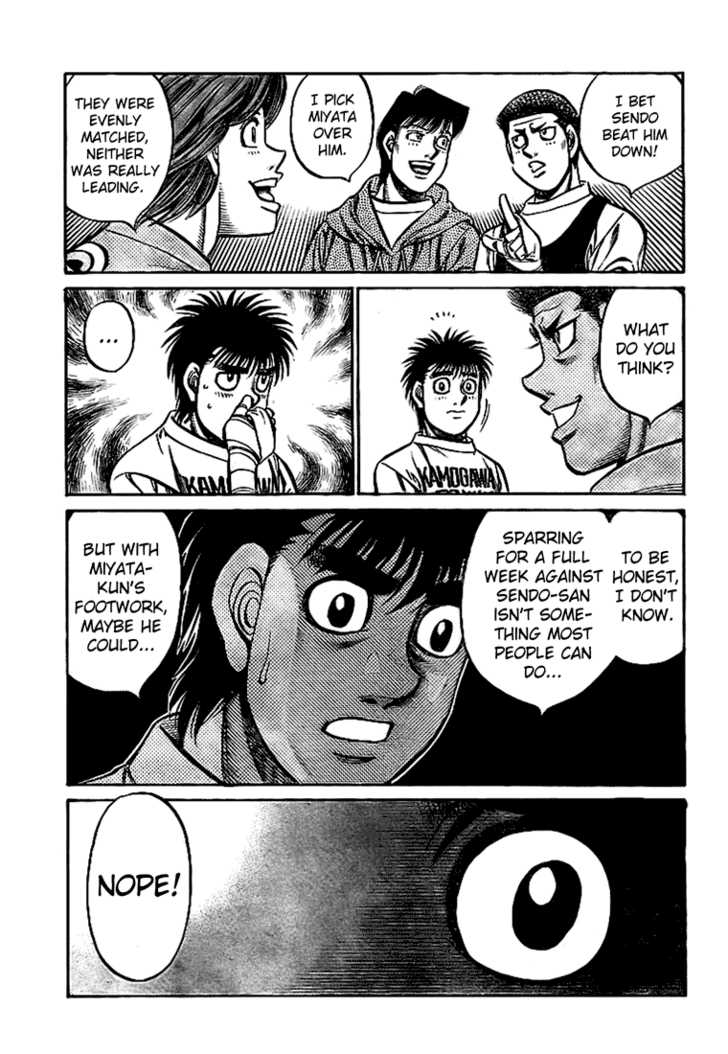 I BET
SENDO
BEAT HIM
DOWN!
I PICK
MIYATA
OVER
HIM.
THEY WERE
EVENLY
MATCHED,
NEITHER
WAS REALLY
LEADING.
WHAT
DO YOU
THINK?
KAMOGAWA
...
KAM
WA
TO BE
HONEST,
I DON'T
KNOW.
SPARRING
FOR A FULL
WEEK AGAINST
SENDO-SAN
ISN'T SOME-
THING MOST
PEOPLE CAN
DO...
BUT WITH
MIYATA-
KUN'S
FOOTWORK,
MAYBE HE
COULD...
NOPE!